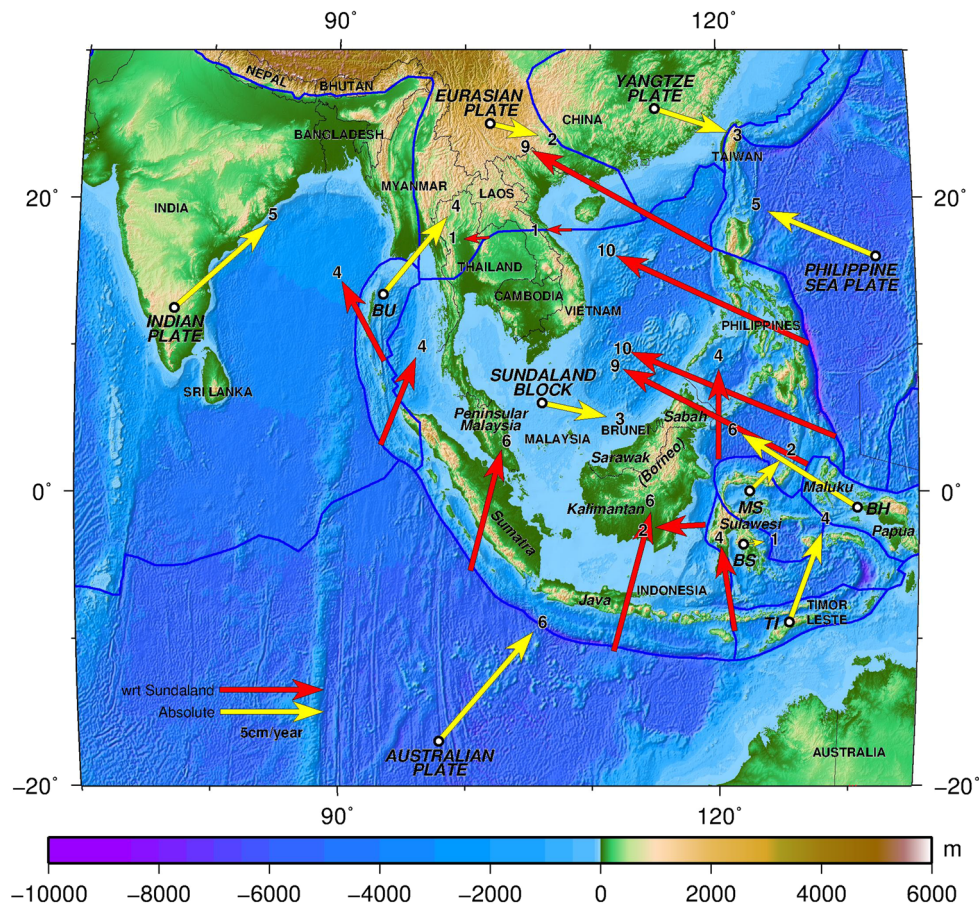 90˚ 120˚
NEPAL
BHUTAN
EURASIAN
PLATE
YANGTZE
PLATE
CHINA
BANGLADESH
2
3
9
TAIWAN
MYANMAR
LAOS
INDIA
20˚ 20˚
5
4
5
1
1
THAILAND
10
PHILIPPINE
SEA PLATE
4
BU
CAMBODIA
VIETNAM
INDIAN
PLATE
PHILIPPINES
4
10
4
SUNDALAND
BLOCK
9
SRI LANKA
Peninsular
Malaysia
3
Sabah
BRUNEI
6
MALAYSIA
6
2
Sarawak
(Borneo)
0˚ 0˚
Maluku
MS
BH
6
Kalimantan
Sulawesi
4
Papua
Sumatra
2
4
1
BS
INDONESIA
Java
TIMOR
LESTE
TI
6
wrt Sundaland
Absolute
5cm/year
AUSTRALIAN
PLATE
AUSTRALIA
−20˚ −20˚
90˚ 120˚
m
−10000 −8000 −6000 −4000 −2000 0 2000 4000 6000